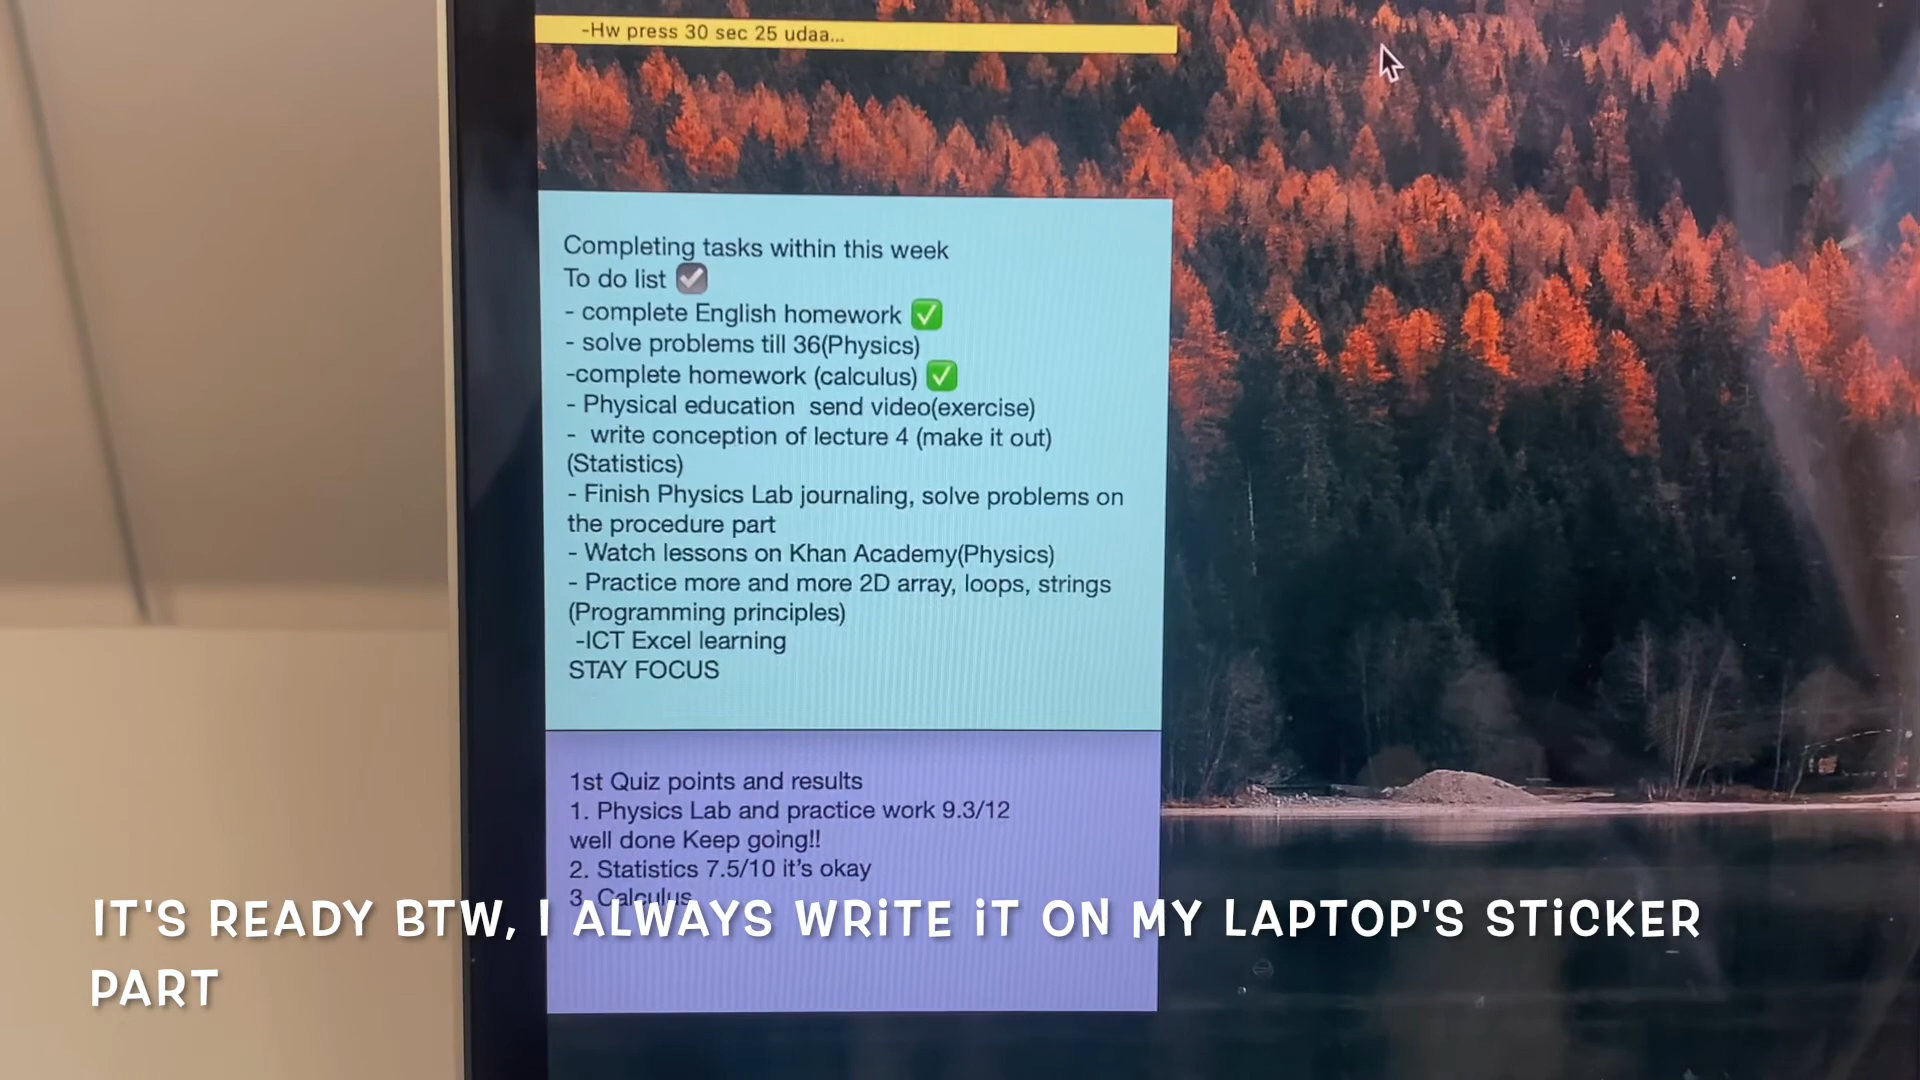 -Hw press 30 sec 25 udaa...
Completing tasks within this week
To do list ☑
- complete English homework ✅
- solve problems till 36(Physics)
-complete homework (calculus) ✅
- Physical education  send video(exercise)
-  write conception of lecture 4 (make it out)
(Statistics)
- Finish Physics Lab journaling, solve problems on
the procedure part
- Watch lessons on Khan Academy(Physics)
- Practice more and more 2D array, loops, strings
(Programming principles)
-ICT Excel learning
STAY FOCUS
1st Quiz points and results
1. Physics Lab and practice work 9.3/12
well done Keep going!!
2. Statistics 7.5/10 it's okay
3. Calculus
IT'S READY BTW, I ALWAYS WRITE IT ON MY LAPTOP'S STICKER
PART